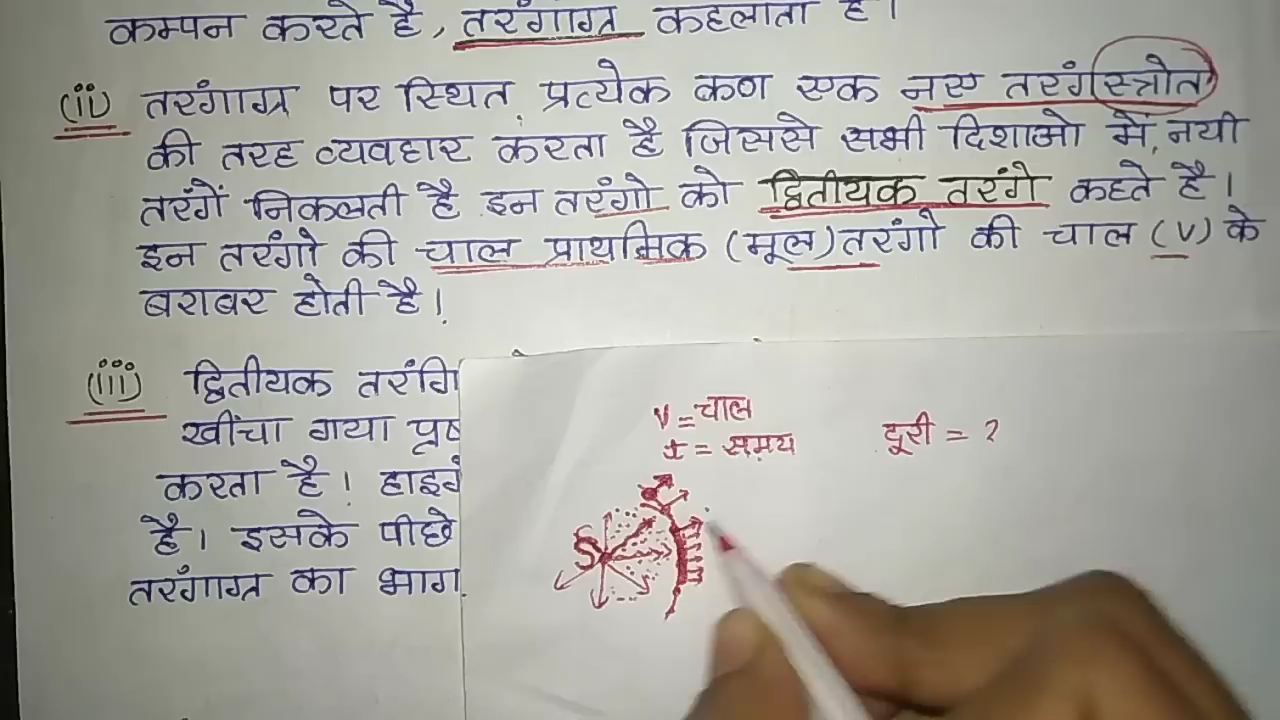 कम्पन करते है, तरंगाग्र कहलाता है।
(ii) तरंगाग्र पर स्थित प्रत्येक कण एक नए तरंगस्त्रोत
की तरह व्यवहार करता है जिससे सभी दिशाओ में नयी
तरंगें निकलती है इन तरंगो को द्वितीयक तरंगे कहते है।
इन तरंगो की चाल प्राथमिक (मूल) तरंगो की चाल (v) के
बराबर होती है।
(iii) द्वितीयक तरंगि
खींचा गया पृष
करता है। हाइगे
है। इसके पीछे
तरंगाग्र का भाग
v = चाल
t = समय
दूरी = ?
S